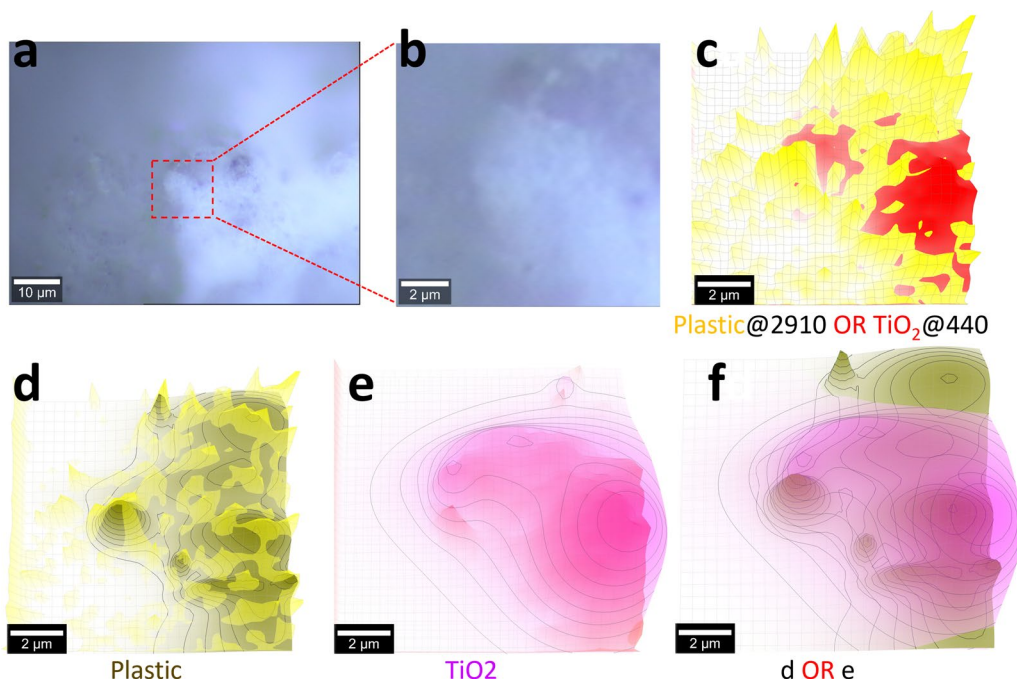 a
b
c
10 µm
2 µm
2 µm
Plastic@2910 OR TiO₂@440
d
e
f
2 µm
2 µm
2 µm
Plastic
TiO2
d OR e